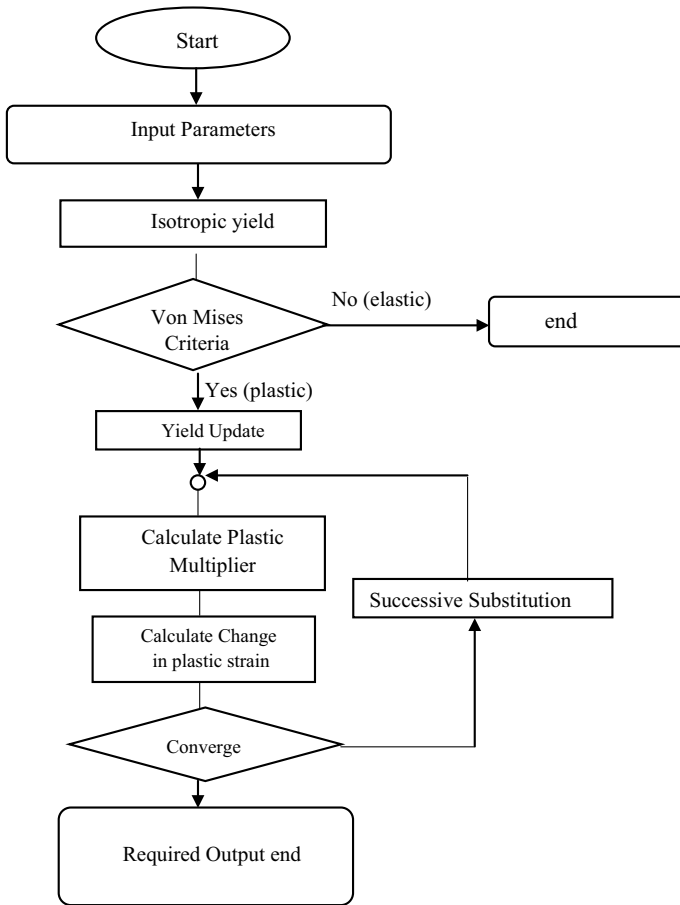 Start
Input Parameters
Isotropic yield
No (elastic)
Von Mises
Criteria
end
Yes (plastic)
Yield Update
Calculate Plastic
Multiplier
Successive Substitution
Calculate Change
in plastic strain
Converge
Required Output end